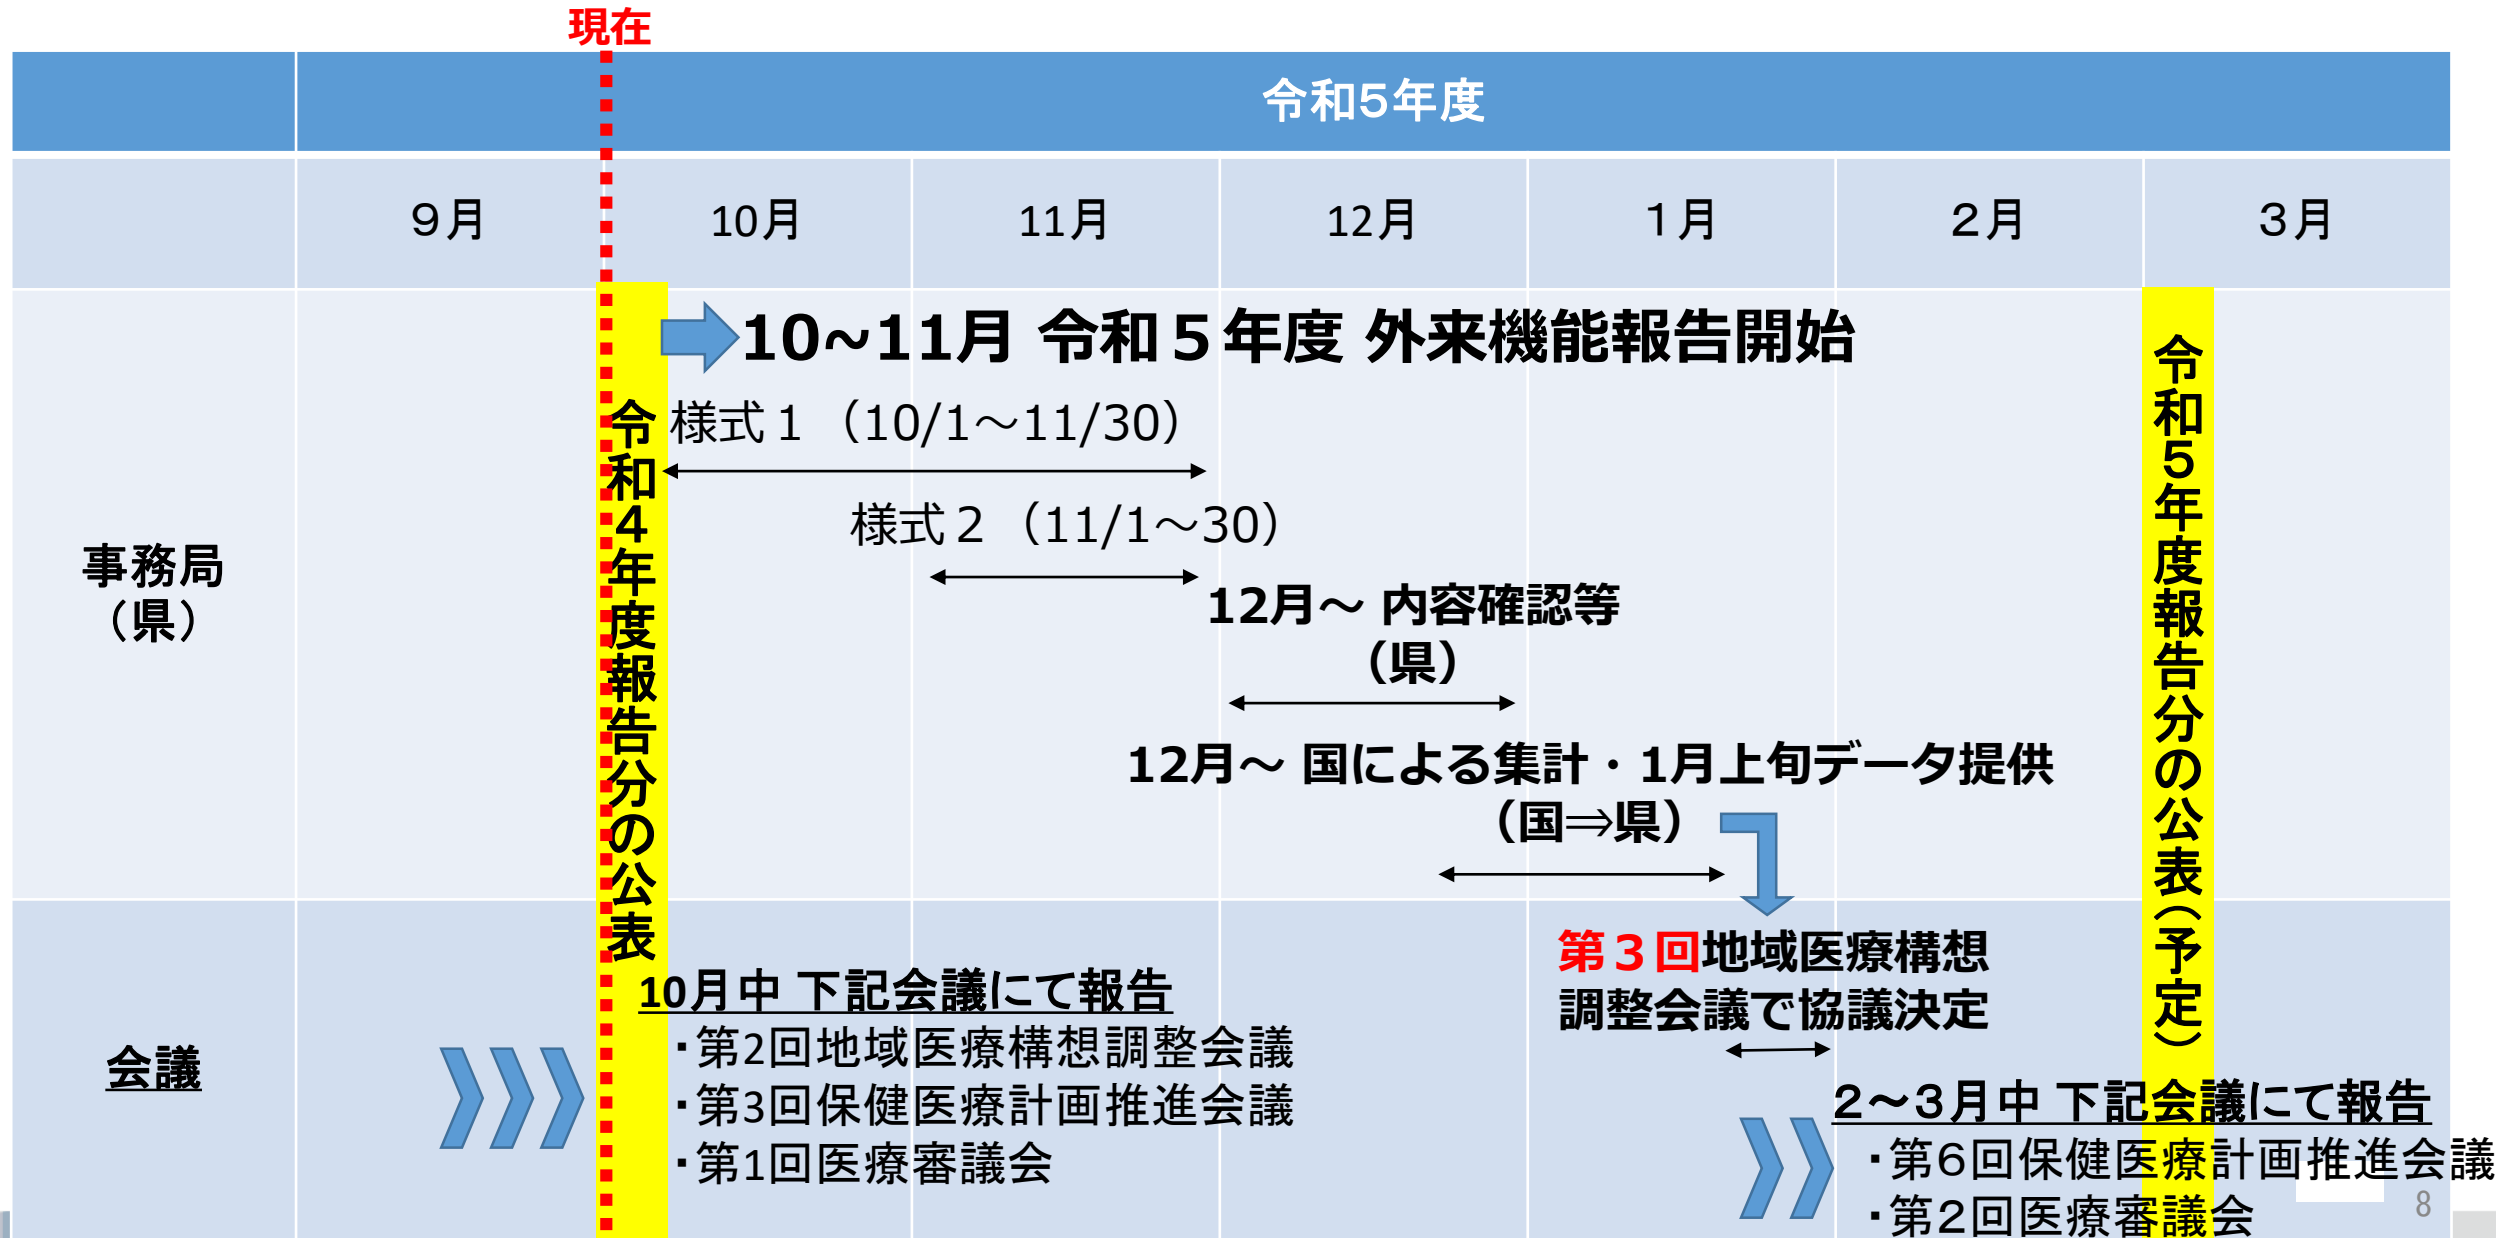 現在
令和5年度
９月
10月
11月
12月
１月
２月
３月
事務局
（県）
令和４年度報告分の公表
10～11月 令和５年度 外来機能報告開始
様式１（10/1～11/30）
様式２（11/1～30）
12月～ 内容確認等
（県）
12月～ 国による集計・1月上旬データ提供
（国⇒県）
令和５年度報告分の公表（予定）
会議
10月中 下記会議にて報告
・第2回地域医療構想調整会議
・第3回保健医療計画推進会議
・第1回医療審議会
第３回地域医療構想
調整会議で協議決定
２～３月中 下記会議にて報告
・第６回保健医療計画推進会議
・第２回医療審議会
8